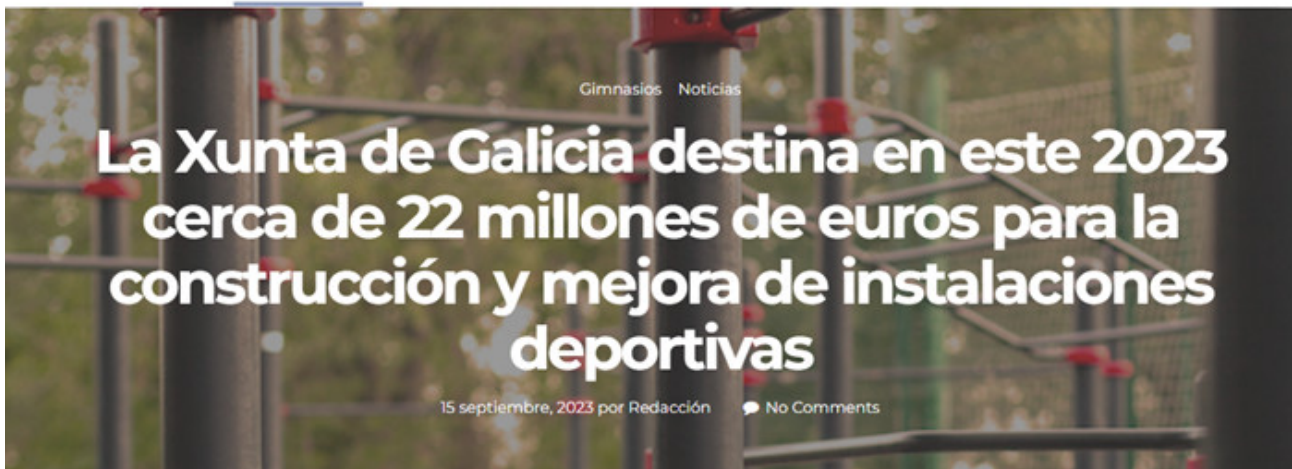 Gimnasios Noticias
La Xunta de Galicia destina en este 2023
cerca de 22 millones de euros para la
construcción y mejora de instalaciones
deportivas
15 septiembre, 2023 por Redacción No Comments